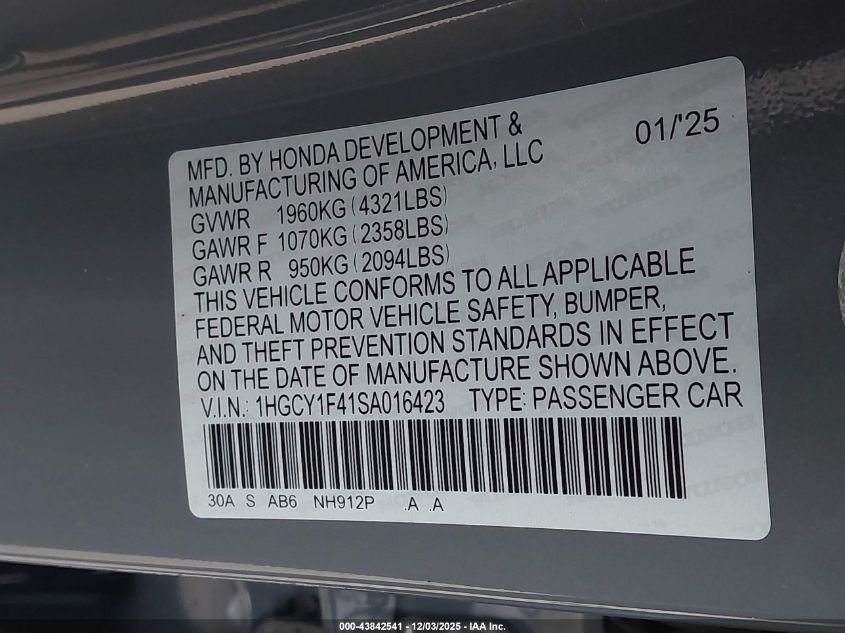 01/'25
MFD. BY HONDA DEVELOPMENT &
MANUFACTURING OF AMERICA, LLC
GVWR 1960KG (4321LBS)
GAWR F 1070KG (2358LBS)
GAWR R 950KG (2094LBS)
THIS VEHICLE CONFORMS TO ALL APPLICABLE
FEDERAL MOTOR VEHICLE SAFETY, BUMPER,
AND THEFT PREVENTION STANDARDS IN EFFECT
ON THE DATE OF MANUFACTURE SHOWN ABOVE.
V.I.N.: 1HGCY1F41SA016423 TYPE: PASSENGER CAR
30A S AB6 NH912P .A .A
000-43842541 - 12/03/2025 - IAA Inc.